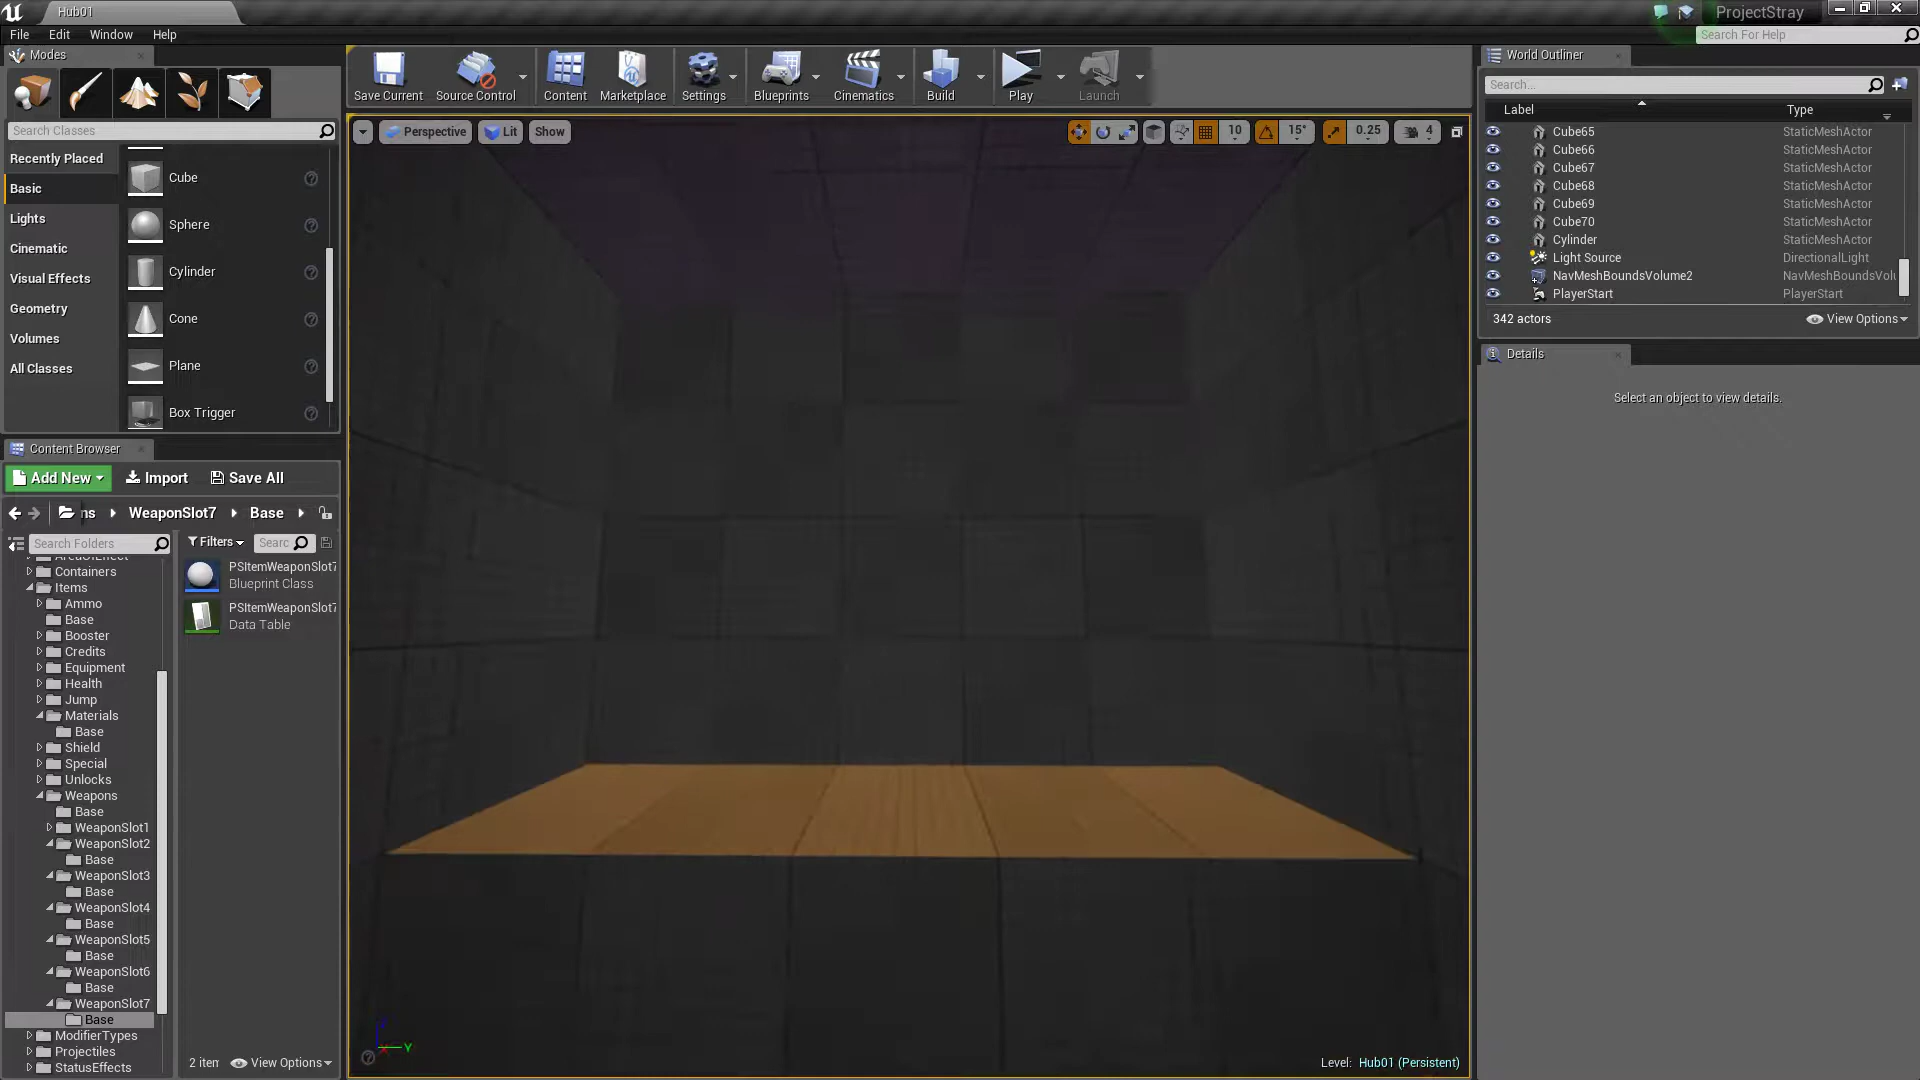 Hub01
ProjectStray
File Edit Window Help
Search For Help
Modes
Save Current Source Control Content Marketplace Settings Blueprints Cinematics Build Play Launch
World Outliner
Search...
Label Type
Search Classes
Recently Placed
Basic
Lights
Cinematic
Visual Effects
Geometry
Volumes
All Classes
Cube
Sphere
Cylinder
Cone
Plane
Box Trigger
Perspective Lit Show
10 15° 0.25 4
Cube65 StaticMeshActor
Cube66 StaticMeshActor
Cube67 StaticMeshActor
Cube68 StaticMeshActor
Cube69 StaticMeshActor
Cube70 StaticMeshActor
Cylinder StaticMeshActor
Light Source DirectionalLight
NavMeshBoundsVolume2 NavMeshBoundsVolu
PlayerStart PlayerStart
342 actors View Options
Details
Select an object to view details.
Content Browser
Add New Import Save All
ns WeaponSlot7 Base
Search Folders
Filters Searc
AreaOfEffect
Containers
Items
Ammo
Base
Booster
Credits
Equipment
Health
Jump
Materials
Base
Shield
Special
Unlocks
Weapons
Base
WeaponSlot1
WeaponSlot2
Base
WeaponSlot3
Base
WeaponSlot4
Base
WeaponSlot5
Base
WeaponSlot6
Base
WeaponSlot7
Base
ModifierTypes
Projectiles
StatusEffects
PSItemWeaponSlot7
Blueprint Class
PSItemWeaponSlot7
Data Table
2 item View Options
Y
Level: Hub01 (Persistent)